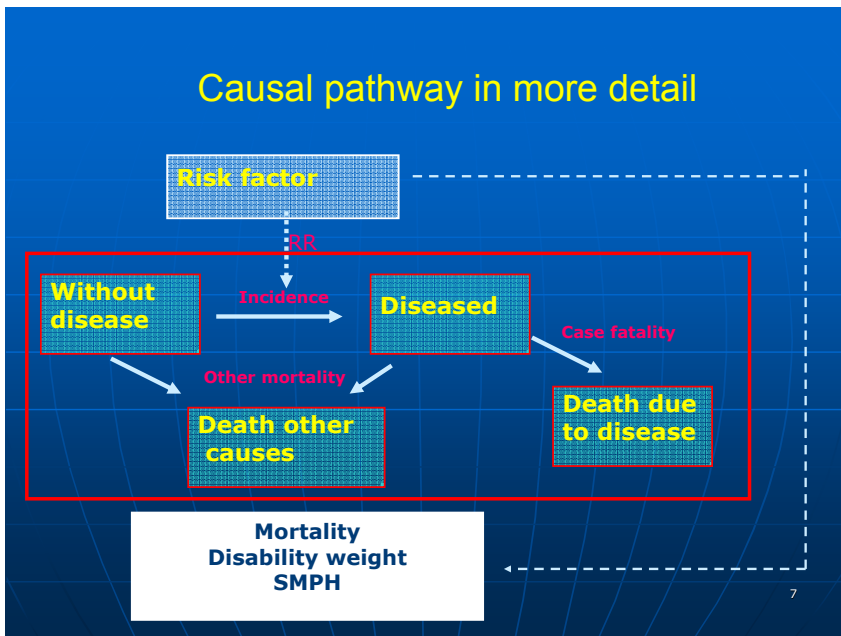 Causal pathway in more detail
Risk factor
RR
Without
disease
Incidence
Diseased
Case fatality
Other mortality
Death other
causes
Death due
to disease
Mortality
Disability weight
SMPH
7